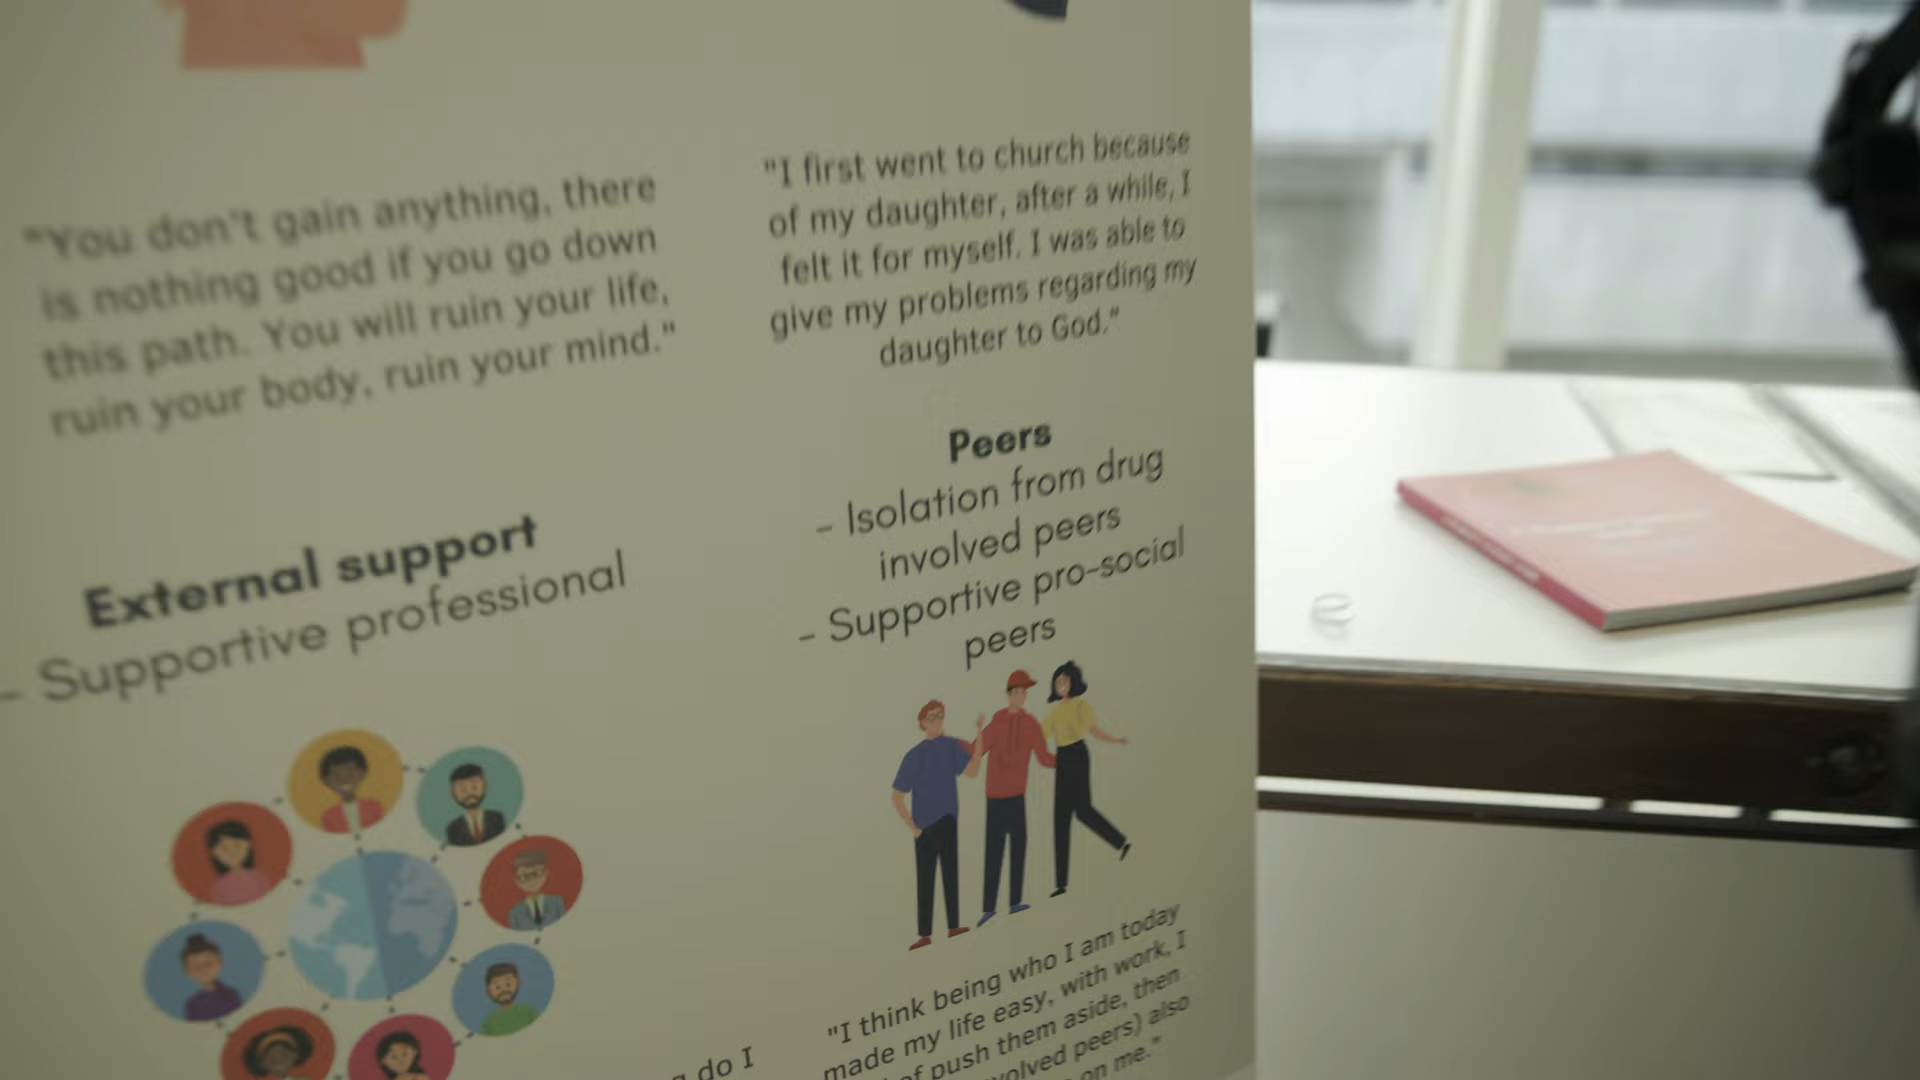 "You don't gain anything, there
is nothing good if you go down
this path. You will ruin your life,
ruin your body, ruin your mind."
External support
- Supportive professional
"I first went to church because
of my daughter, after a while, I
felt it for myself. I was able to
give my problems regarding my
daughter to God."
Peers
- Isolation from drug
involved peers
- Supportive pro-social
peers
do I
"I think being who I am today
made my life easy, with work, I
of push them aside, then
peers) also
on me."